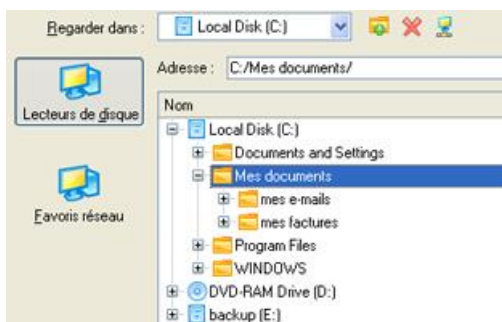 Regarder dans :
Local Disk (C:)
Adresse :
C:/Mes documents/
Lecteurs de disque
Favoris réseau
Nom
Local Disk (C:)
Documents and Settings
Mes documents
mes e-mails
mes factures
Program Files
WINDOWS
DVD-RAM Drive (D:)
backup (E:)